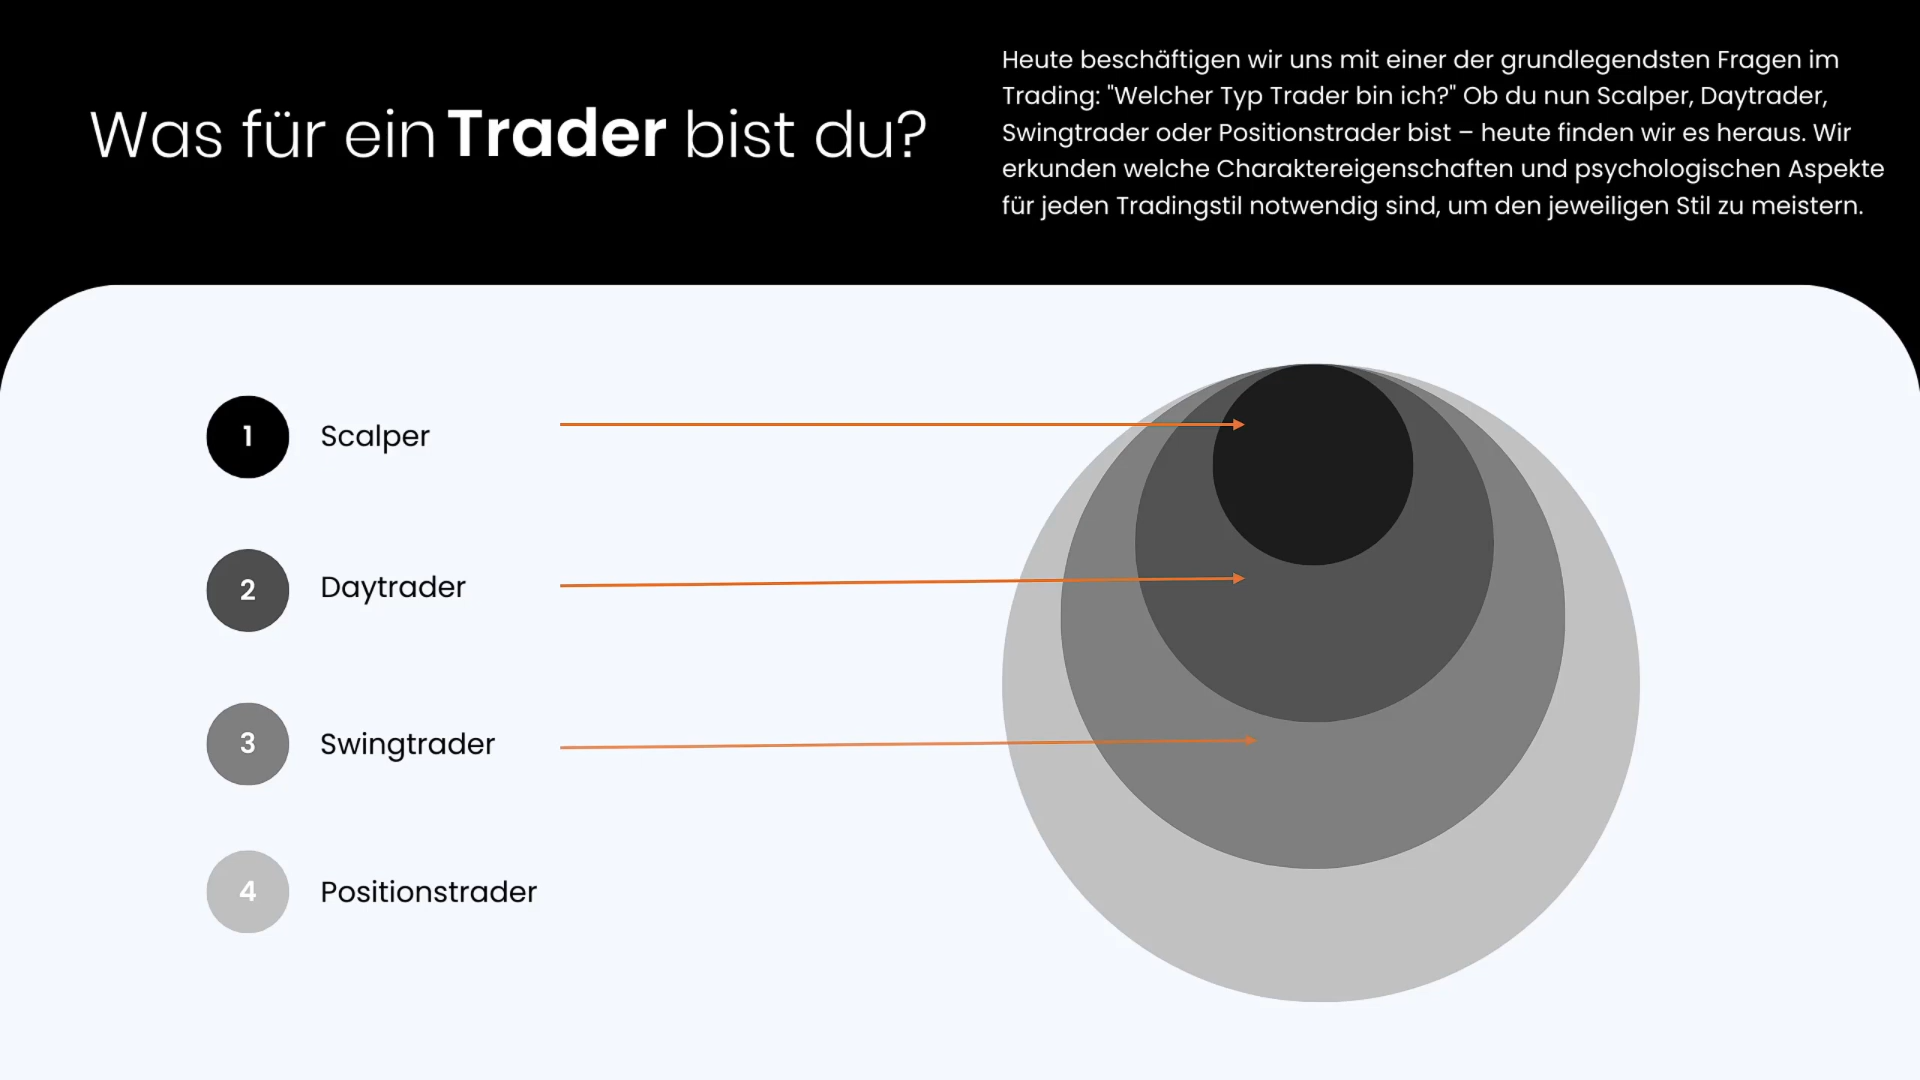 Was für ein Trader bist du?
Heute beschäftigen wir uns mit einer der grundlegendsten Fragen im
Trading: "Welcher Typ Trader bin ich?" Ob du nun Scalper, Daytrader,
Swingtrader oder Positionstrader bist – heute finden wir es heraus. Wir
erkunden welche Charaktereigenschaften und psychologischen Aspekte
für jeden Tradingstil notwendig sind, um den jeweiligen Stil zu meistern.
1 Scalper
2 Daytrader
3 Swingtrader
4 Positionstrader